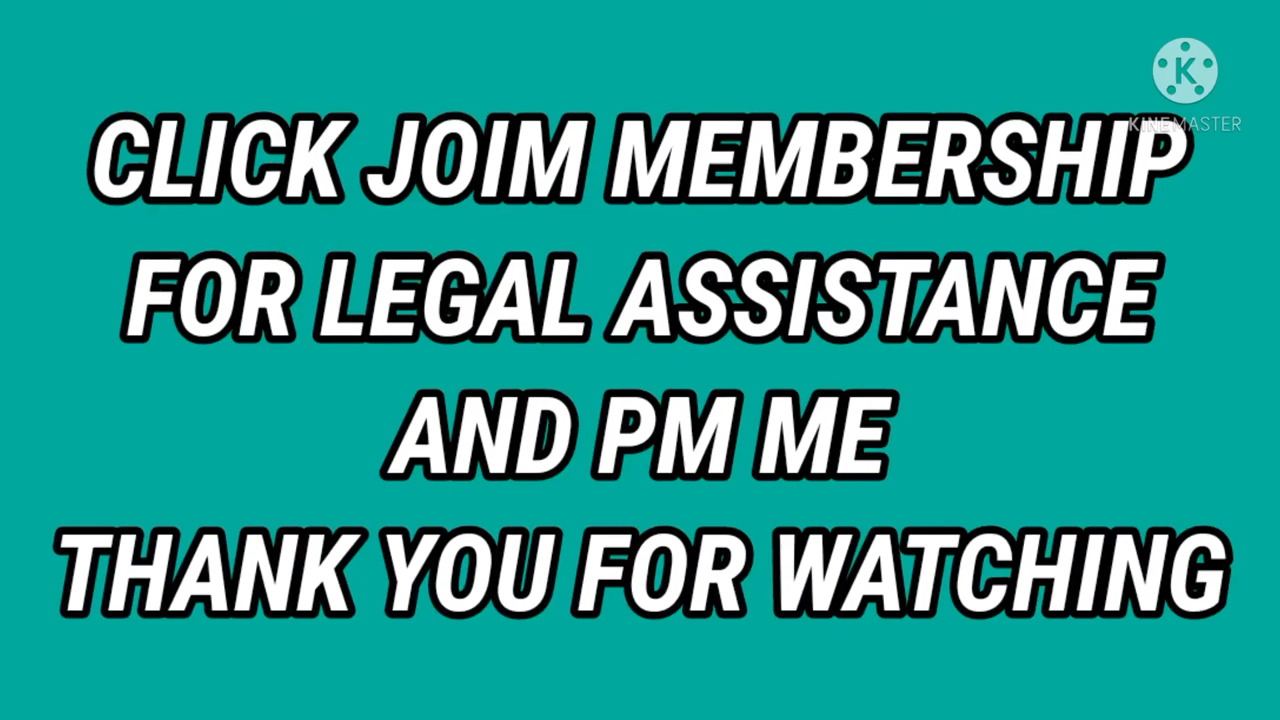 K
KINEMASTER
CLICK JOIM MEMBERSHIP
FOR LEGAL ASSISTANCE
AND PM ME
THANK YOU FOR WATCHING